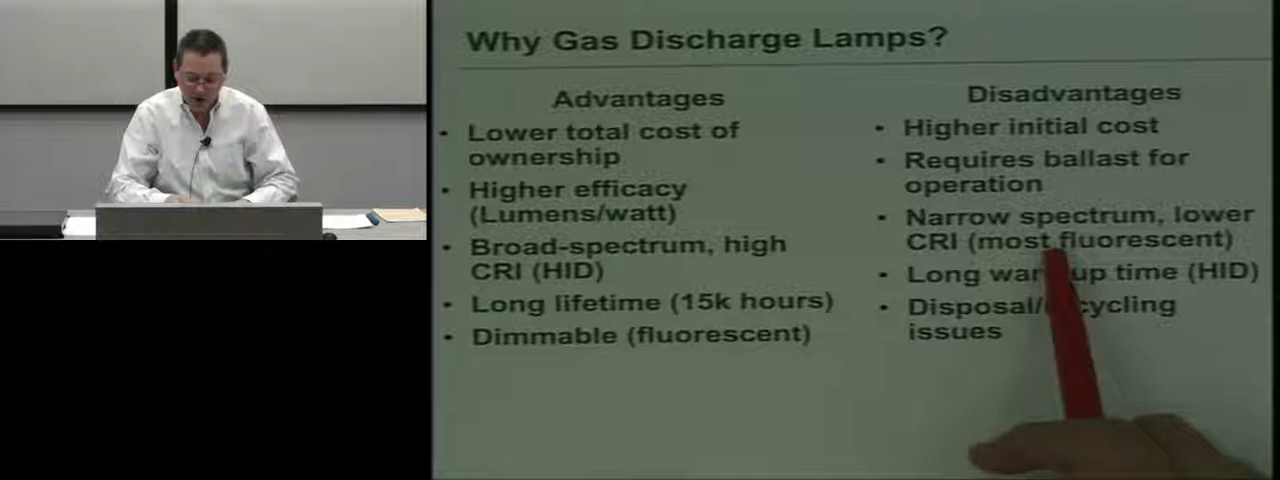 Why Gas Discharge Lamps?
Advantages
• Lower total cost of
ownership
• Higher efficacy
(Lumens/watt)
• Broad-spectrum, high
CRI (HID)
• Long lifetime (15k hours)
• Dimmable (fluorescent)
Disadvantages
• Higher initial cost
• Requires ballast for
operation
• Narrow spectrum, lower
CRI (most fluorescent)
• Long up time (HID)
• Disposal/
issues